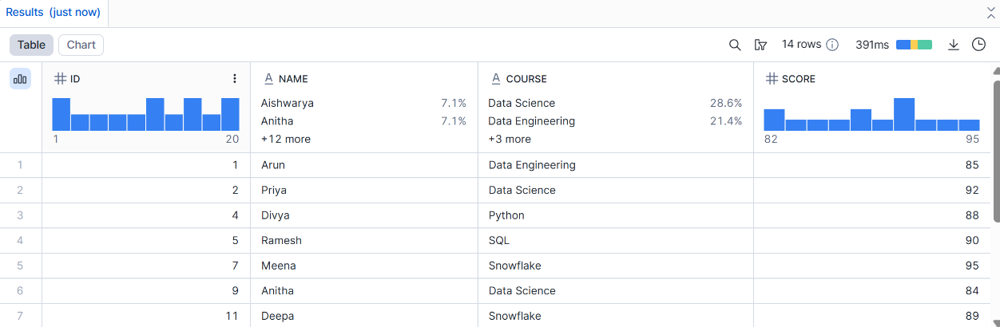 Results (just now)
Table Chart 14 rows 391ms
ID NAME COURSE SCORE
Aishwarya 7.1% Data Science 28.6%
Anitha 7.1% Data Engineering 21.4%
1 20 +12 more +3 more 82 95
1 1 Arun Data Engineering 85
2 2 Priya Data Science 92
3 4 Divya Python 88
4 5 Ramesh SQL 90
5 7 Meena Snowflake 95
6 9 Anitha Data Science 84
7 11 Deepa Snowflake 89